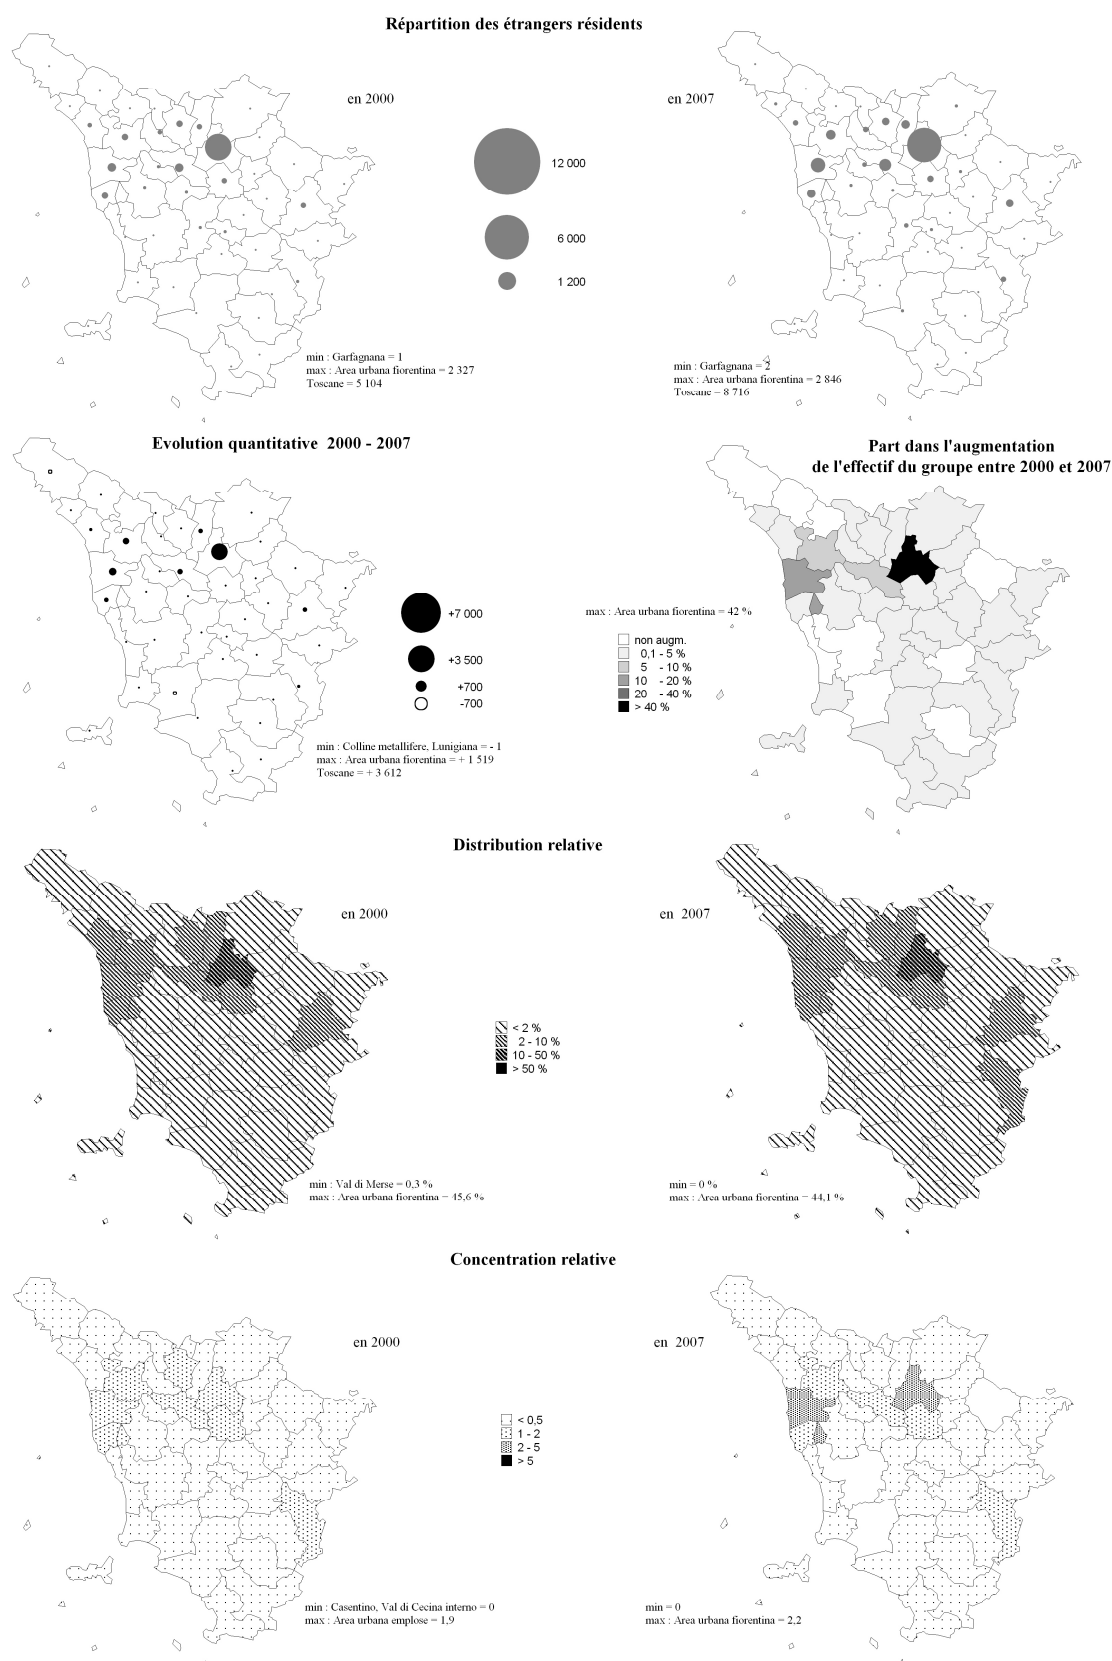 Répartition des étrangers résidents
en 2000
en 2007
12 000
6 000
1 200
min : Garfagnana = 1
max : Area urbana fiorentina = 2 327
Toscane = 5 104
min : Garfagnana = 2
max : Area urbana fiorentina = 2 846
Toscane = 8 716
Evolution quantitative 2000 - 2007
Part dans l'augmentation
de l'effectif du groupe entre 2000 et 2007
+7 000
+3 500
+700
-700
min : Colline metallifere, Lunigiana = - 1
max : Area urbana fiorentina = + 1 519
Toscane = + 3 612
max : Area urbana fiorentina = 42 %
non augm.
0,1 - 5 %
5 - 10 %
10 - 20 %
20 - 40 %
> 40 %
Distribution relative
en 2000
en 2007
< 2 %
2 - 10 %
10 - 50 %
> 50 %
min : Val di Merse = 0,3 %
max : Area urbana fiorentina = 45,6 %
min = 0 %
max : Area urbana fiorentina = 44,1 %
Concentration relative
en 2000
en 2007
< 0,5
1 - 2
2 - 5
> 5
min : Casentino, Val di Cecina interno = 0
max : Area urbana emplose = 1,9
min = 0
max : Area urbana fiorentina = 2,2